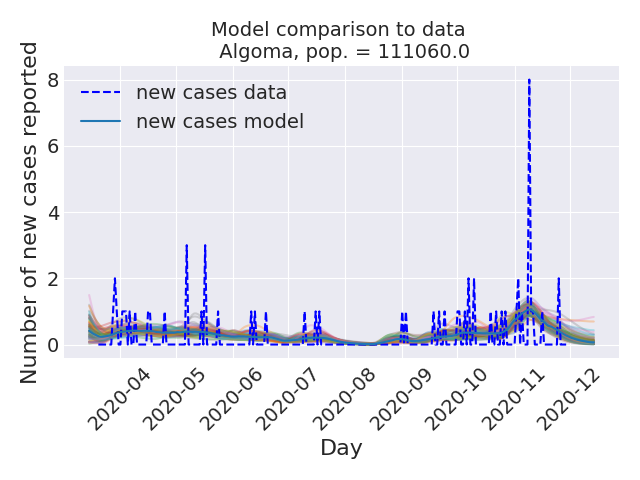 Model comparison to data
Algoma, pop. = 111060.0
Number of new cases reported
8
6
4
2
0
new cases data
new cases model
2020-04
2020-05
2020-06
2020-07
2020-08
2020-09
2020-10
2020-11
2020-12
Day